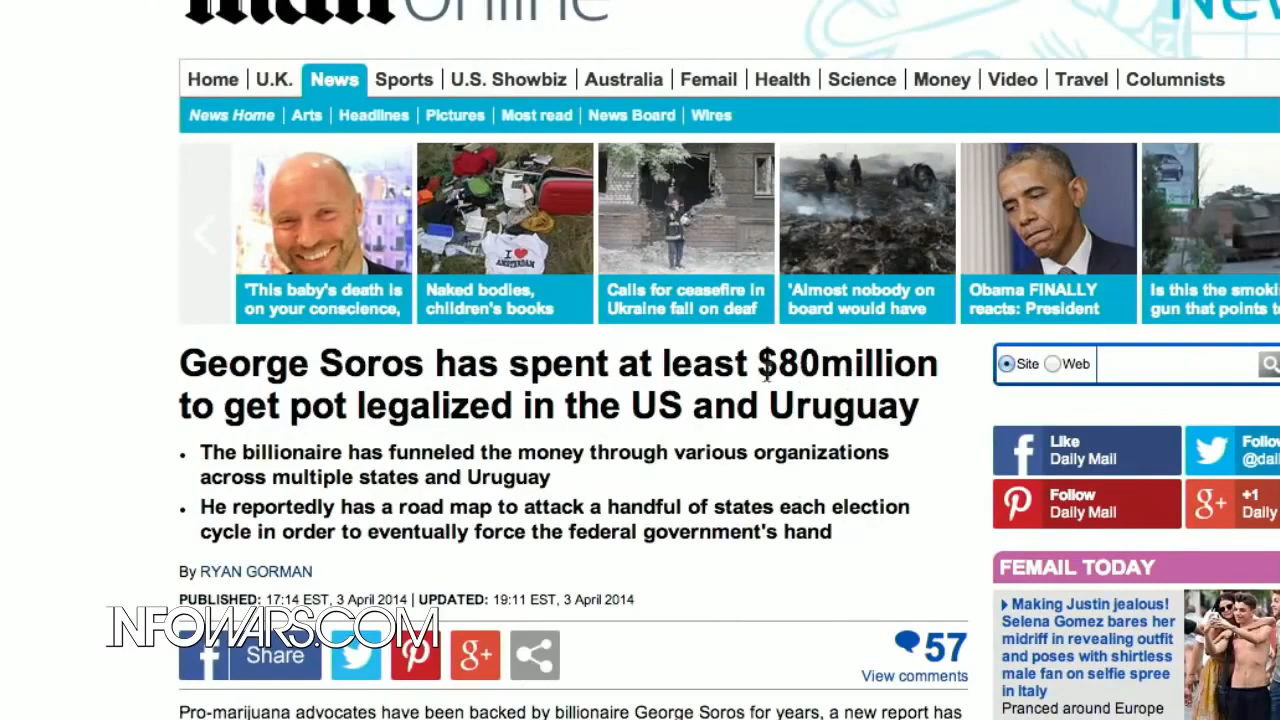 Mail Online
Home U.K. News Sports U.S. Showbiz Australia Femail Health Science Money Video Travel Columnists
News Home Arts Headlines Pictures Most read News Board Wires
I ♥
AMSTERDAM
'This baby's death is
on your conscience,
Naked bodies,
children's books
Calls for ceasefire in
Ukraine fall on deaf
'Almost nobody on
board would have
Obama FINALLY
reacts: President
Is this the smoki
gun that points t
George Soros has spent at least $80million
to get pot legalized in the US and Uruguay
• The billionaire has funneled the money through various organizations
across multiple states and Uruguay
• He reportedly has a road map to attack a handful of states each election
cycle in order to eventually force the federal government's hand
By RYAN GORMAN
PUBLISHED: 17:14 EST, 3 April 2014 | UPDATED: 19:11 EST, 3 April 2014
INFOWARS.COM
Share
57
View comments
Pro-marijuana advocates have been backed by billionaire George Soros for years, a new report has
Site Web
Like
Daily Mail
Follow
@dail
Follow
Daily Mail
+1
Daily
FEMAIL TODAY
Making Justin jealous!
Selena Gomez bares her
midriff in revealing outfit
and poses with shirtless
male fan on selfie spree
in Italy
Pranced around Europe